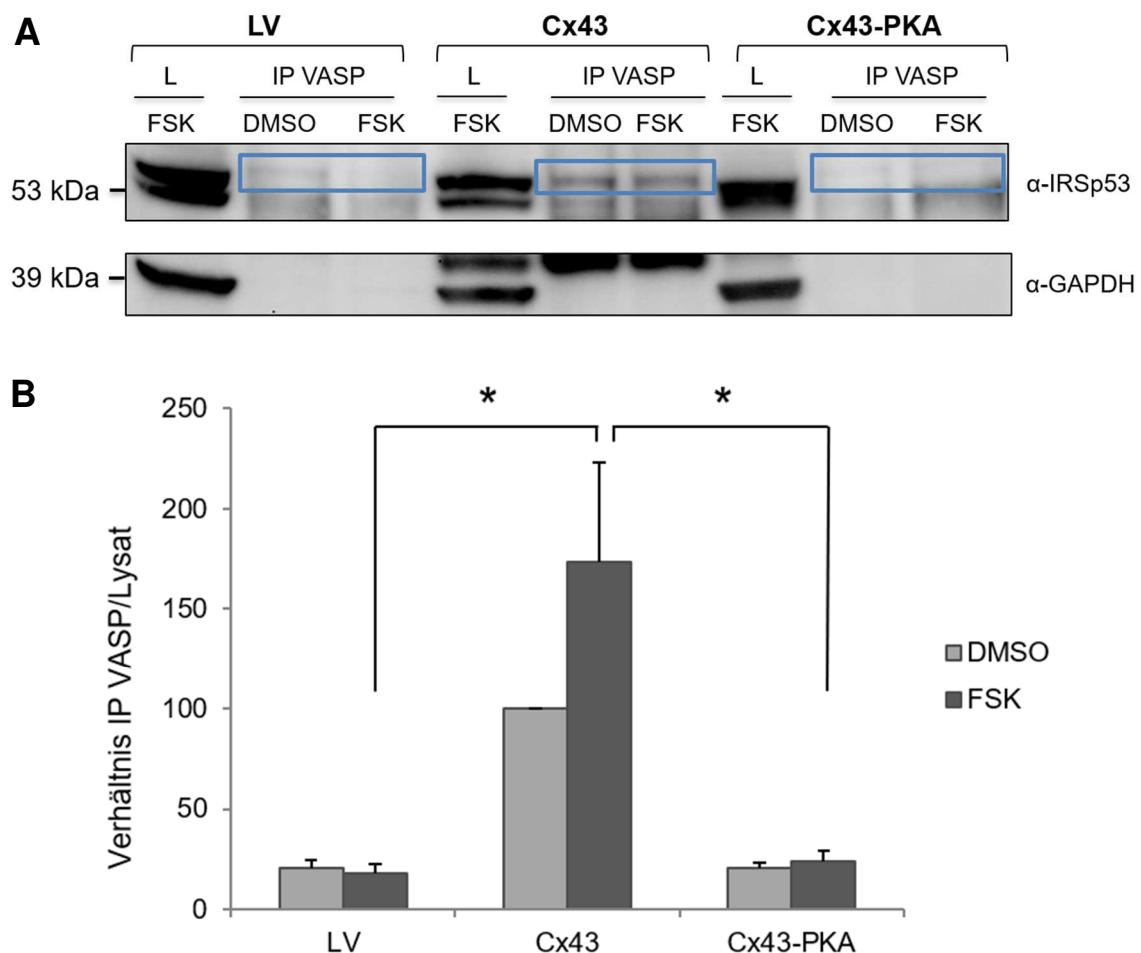 A
LV Cx43 Cx43-PKA
L IP VASP L IP VASP L IP VASP
FSK DMSO FSK FSK DMSO FSK FSK DMSO FSK
53 kDa α-IRSp53
39 kDa α-GAPDH
B
* *
250
200
150
100
50
0
Verhältnis IP VASP/Lysat
DMSO
FSK
LV Cx43 Cx43-PKA